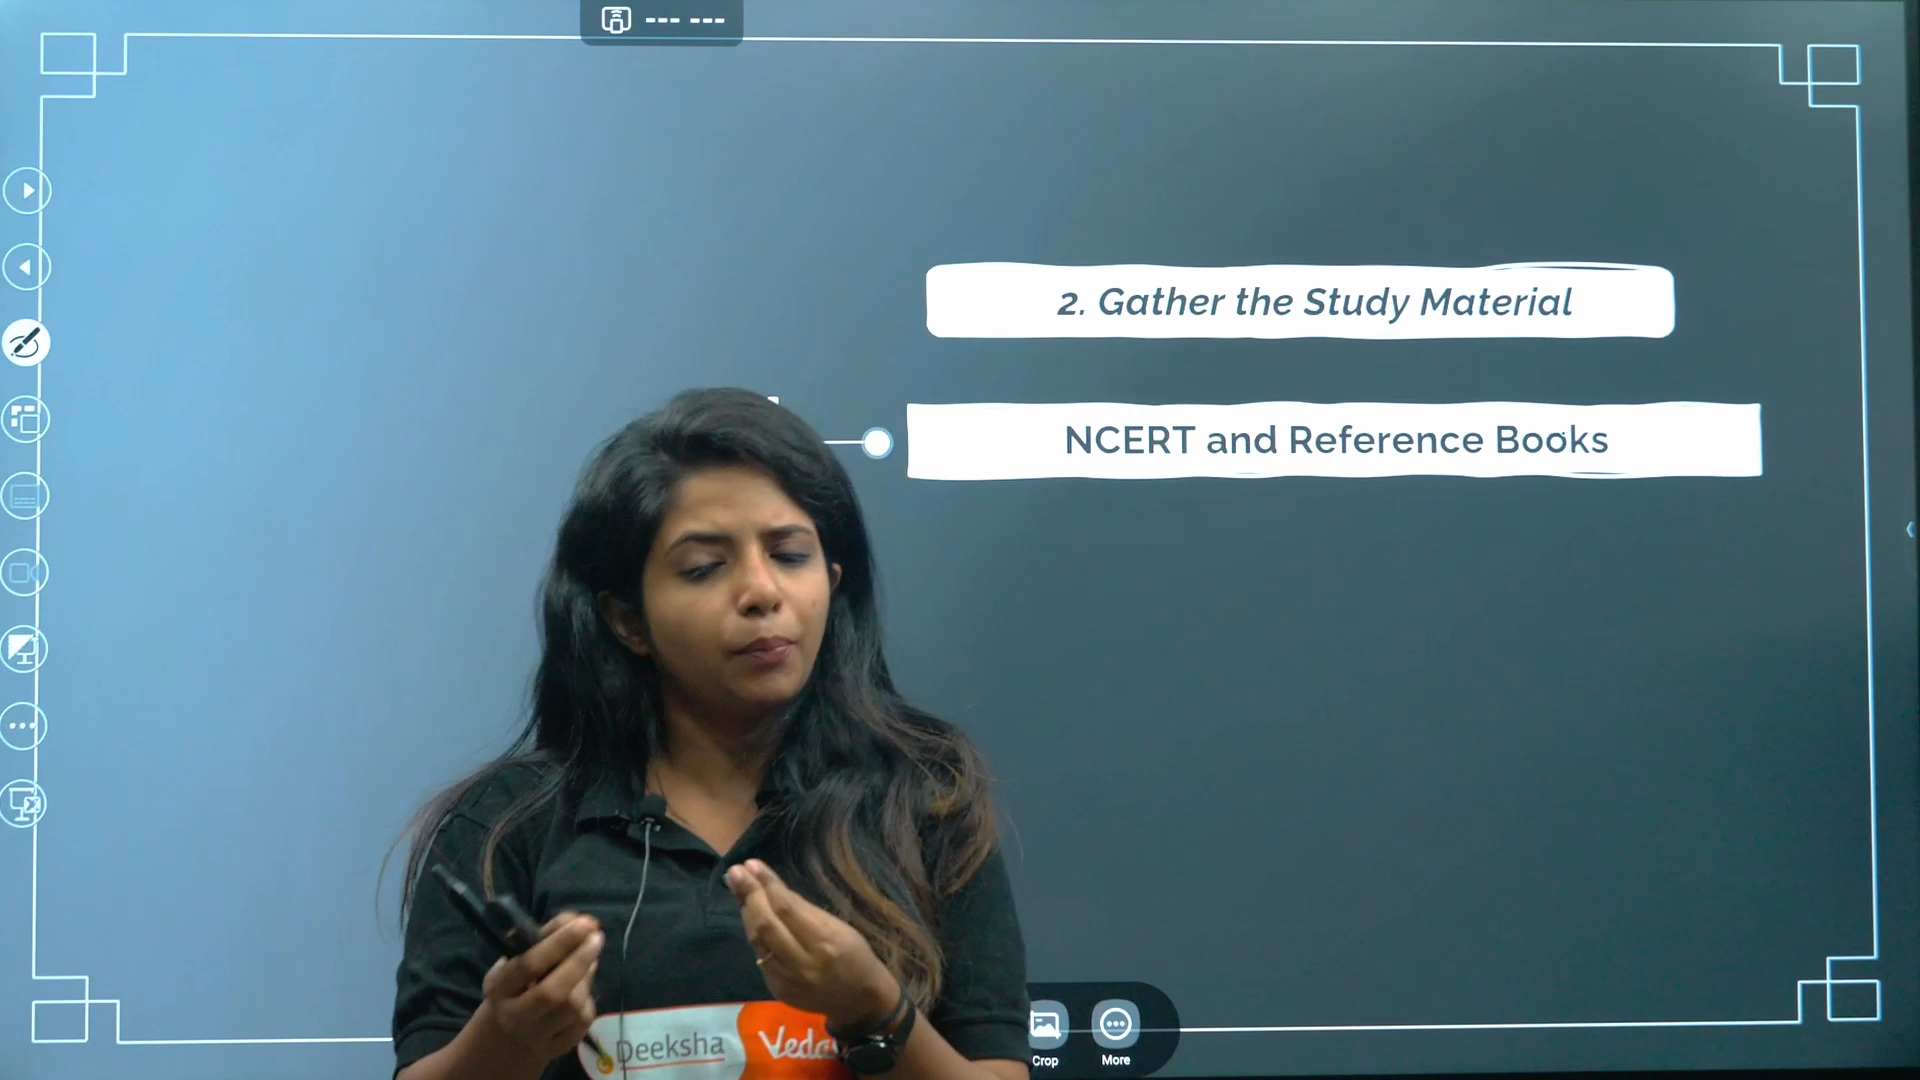 --- ---
2. Gather the Study Material
NCERT and Reference Books
Deeksha
Crop
More